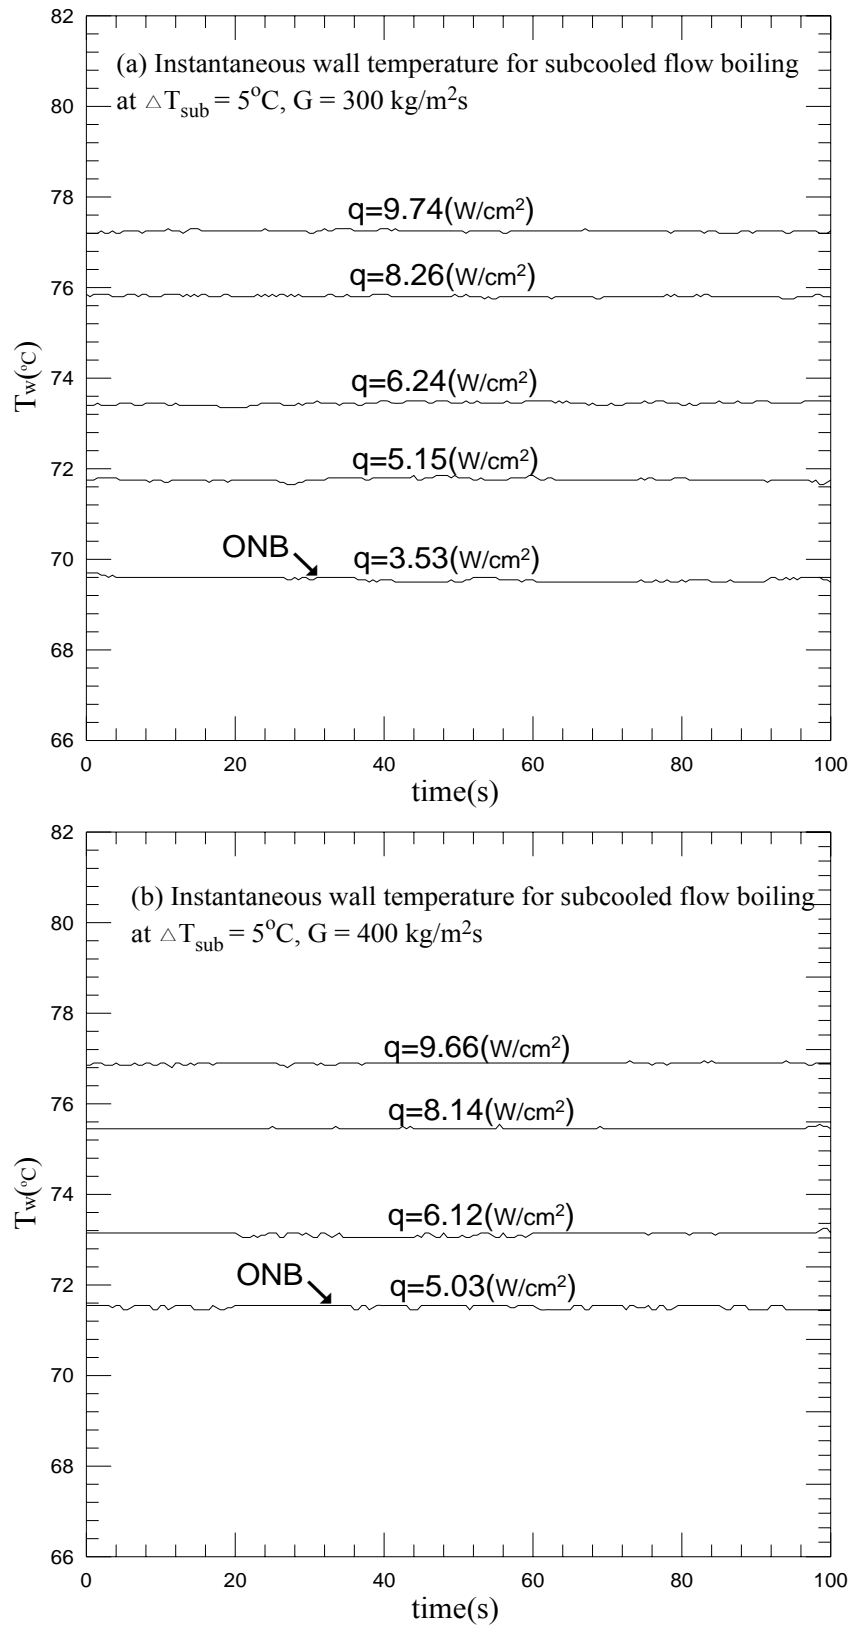 82
(a) Instantaneous wall temperature for subcooled flow boiling
at △Tsub = 5°C, G = 300 kg/m²s
80
78
q=9.74(W/cm²)
76
q=8.26(W/cm²)
Tw(°C)
74
q=6.24(W/cm²)
72
q=5.15(W/cm²)
ONB
70
q=3.53(W/cm²)
68
66
0 20 40 60 80 100
time(s)
82
(b) Instantaneous wall temperature for subcooled flow boiling
at △Tsub = 5°C, G = 400 kg/m²s
80
78
q=9.66(W/cm²)
76
q=8.14(W/cm²)
Tw(°C)
74
q=6.12(W/cm²)
72
ONB
q=5.03(W/cm²)
70
68
66
0 20 40 60 80 100
time(s)